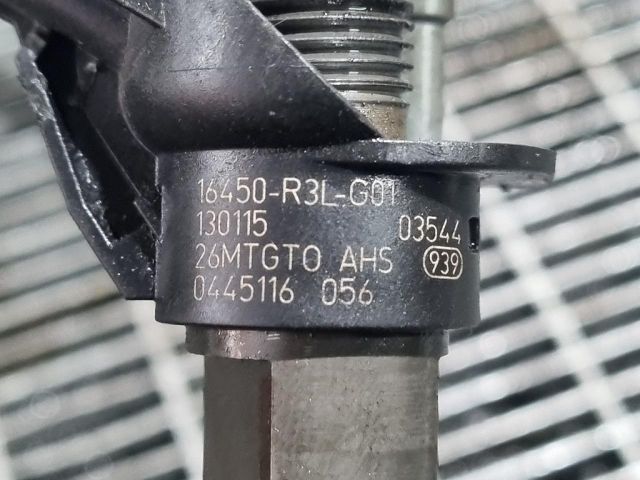 16450-R3L-G01
130115 03544
26MTGTO AHS 939
0445116 056